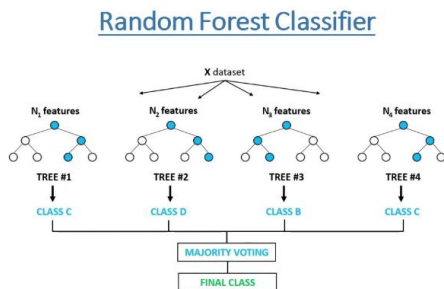 Random Forest Classifier
X dataset
N₁ features N₂ features N₃ features N₄ features
TREE #1 TREE #2 TREE #3 TREE #4
CLASS C CLASS D CLASS B CLASS C
MAJORITY VOTING
FINAL CLASS